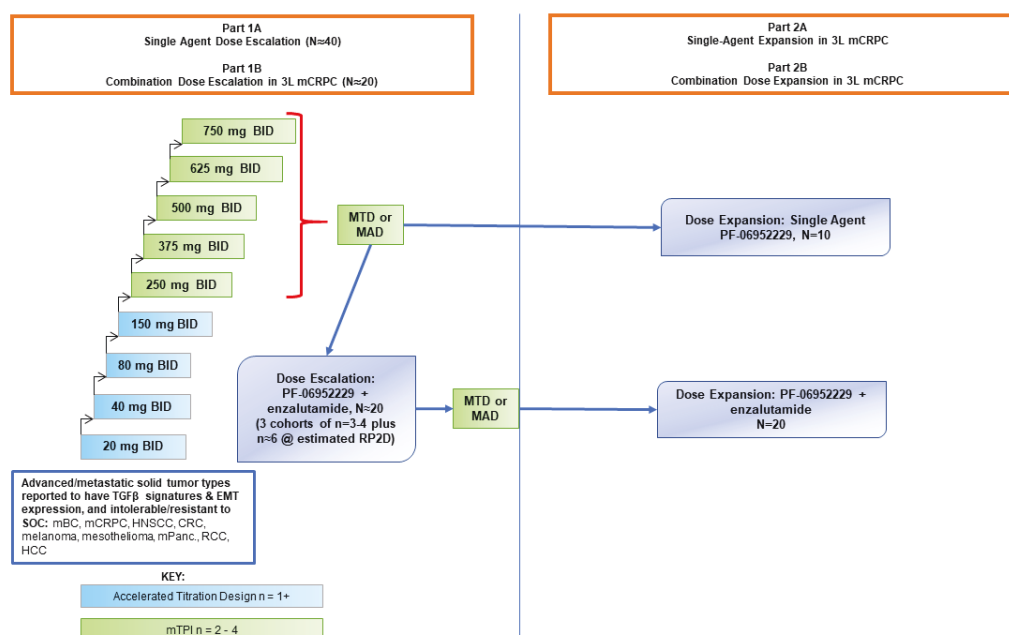 Part 1A
Single Agent Dose Escalation (N≈40)
Part 1B
Combination Dose Escalation in 3L mCRPC (N≈20)
Part 2A
Single-Agent Expansion in 3L mCRPC
Part 2B
Combination Dose Expansion in 3L mCRPC
750 mg BID
625 mg BID
500 mg BID
375 mg BID
250 mg BID
150 mg BID
80 mg BID
40 mg BID
20 mg BID
MTD or
MAD
Dose Expansion: Single Agent
PF-06952229, N=10
Dose Escalation:
PF-06952229 +
enzalutamide, N≈20
(3 cohorts of n=3-4 plus
n≈6 @ estimated RP2D)
MTD or
MAD
Dose Expansion: PF-06952229 +
enzalutamide
N=20
Advanced/metastatic solid tumor types
reported to have TGFβ signatures & EMT
expression, and intolerable/resistant to
SOC: mBC, mCRPC, HNSCC, CRC,
melanoma, mesothelioma, mPanc., RCC,
HCC
KEY:
Accelerated Titration Design n = 1+
mTPI n = 2 - 4